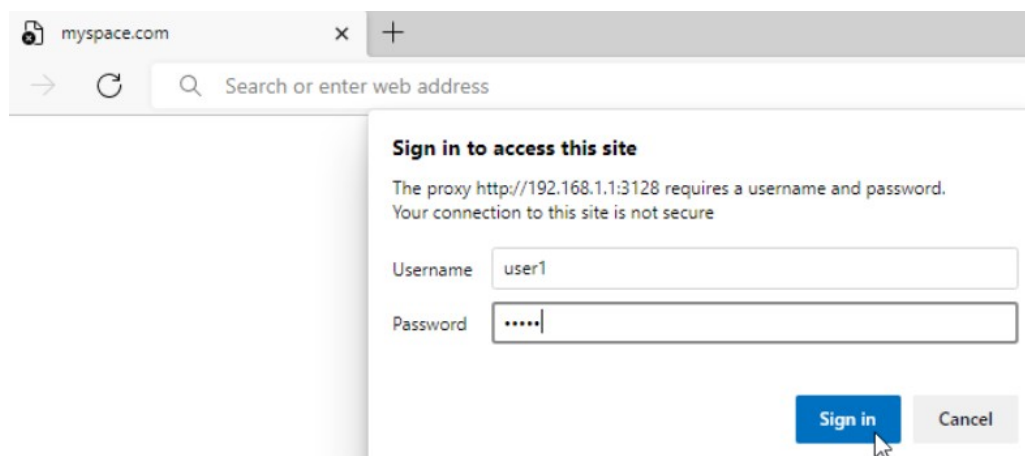 myspace.com
Search or enter web address
Sign in to access this site
The proxy http://192.168.1.1:3128 requires a username and password.
Your connection to this site is not secure
Username user1
Password •••••
Sign in Cancel